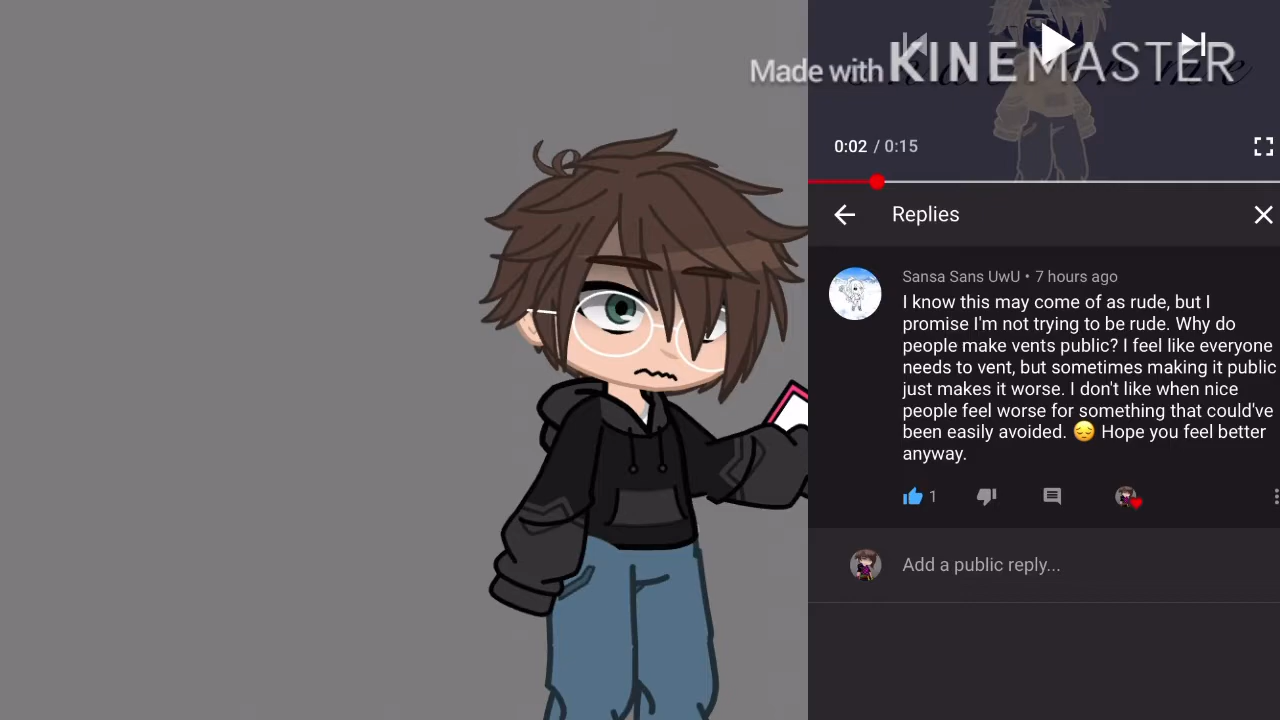 Made with KINEMASTER
0:02 / 0:15
Replies
Sansa Sans UwU • 7 hours ago
I know this may come of as rude, but I
promise I'm not trying to be rude. Why do
people make vents public? I feel like everyone
needs to vent, but sometimes making it public
just makes it worse. I don't like when nice
people feel worse for something that could've
been easily avoided. 😔 Hope you feel better
anyway.
1
Add a public reply...